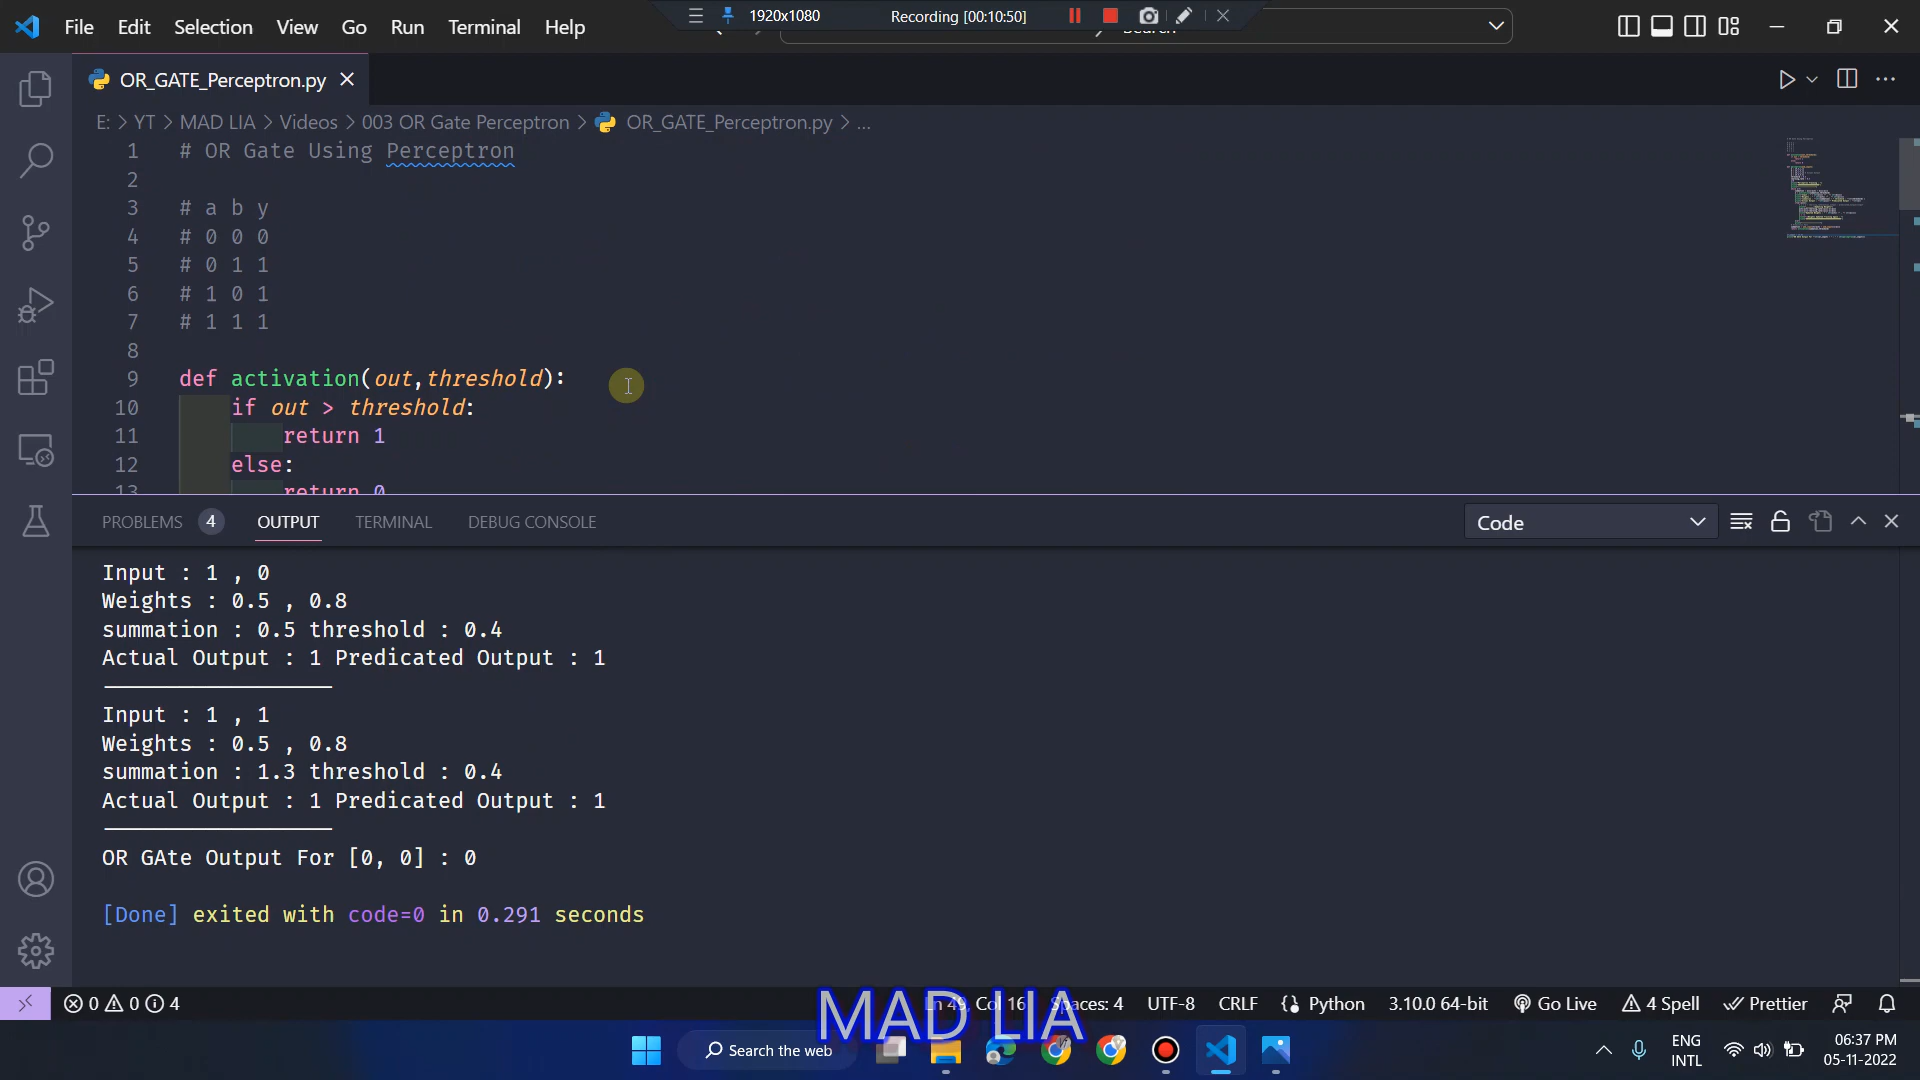 File Edit Selection View Go Run Terminal Help
1920x1080 Recording [00:10:50]
OR_GATE_Perceptron.py
E: > YT > MAD LIA > Videos > 003 OR Gate Perceptron > OR_GATE_Perceptron.py > ...
1 # OR Gate Using Perceptron
2
3 # a b y
4 # 0 0 0
5 # 0 1 1
6 # 1 0 1
7 # 1 1 1
8
9 def activation(out,threshold):
10 if out > threshold:
11 return 1
12 else:
13 return 0
PROBLEMS 4 OUTPUT TERMINAL DEBUG CONSOLE Code
Input : 1 , 0
Weights : 0.5 , 0.8
summation : 0.5 threshold : 0.4
Actual Output : 1 Predicated Output : 1
Input : 1 , 1
Weights : 0.5 , 0.8
summation : 1.3 threshold : 0.4
Actual Output : 1 Predicated Output : 1
OR GAte Output For [0, 0] : 0
[Done] exited with code=0 in 0.291 seconds
0 0 4 Ln 49, Col 16 Spaces: 4 UTF-8 CRLF Python 3.10.0 64-bit Go Live 4 Spell Prettier
MAD LIA
Search the web
ENG
INTL
06:37 PM
05-11-2022